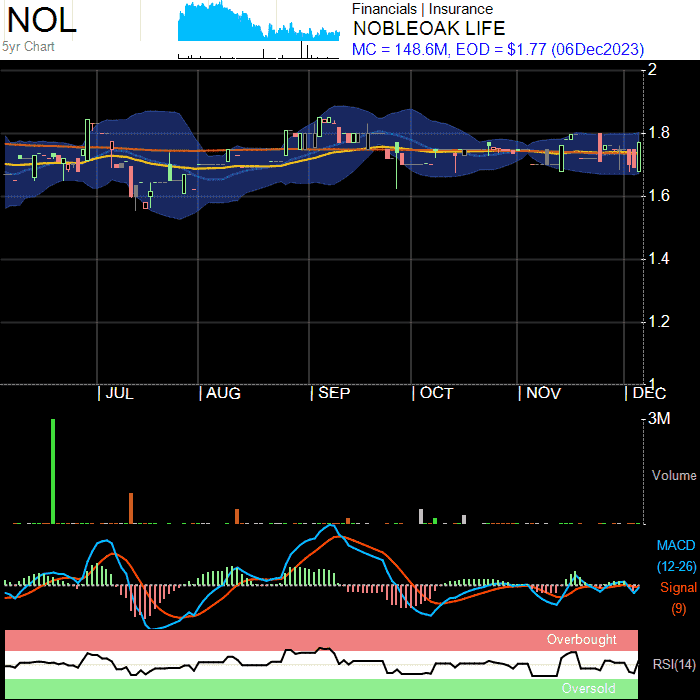 NOL
5yr Chart
Financials | Insurance
NOBLEOAK LIFE
MC = 148.6M, EOD = $1.77 (06Dec2023)
2
1.8
1.6
1.4
1.2
1
| JUL | AUG | SEP | OCT | NOV | DEC
3M
Volume
MACD
(12-26)
Signal
(9)
Overbought
RSI(14)
Oversold